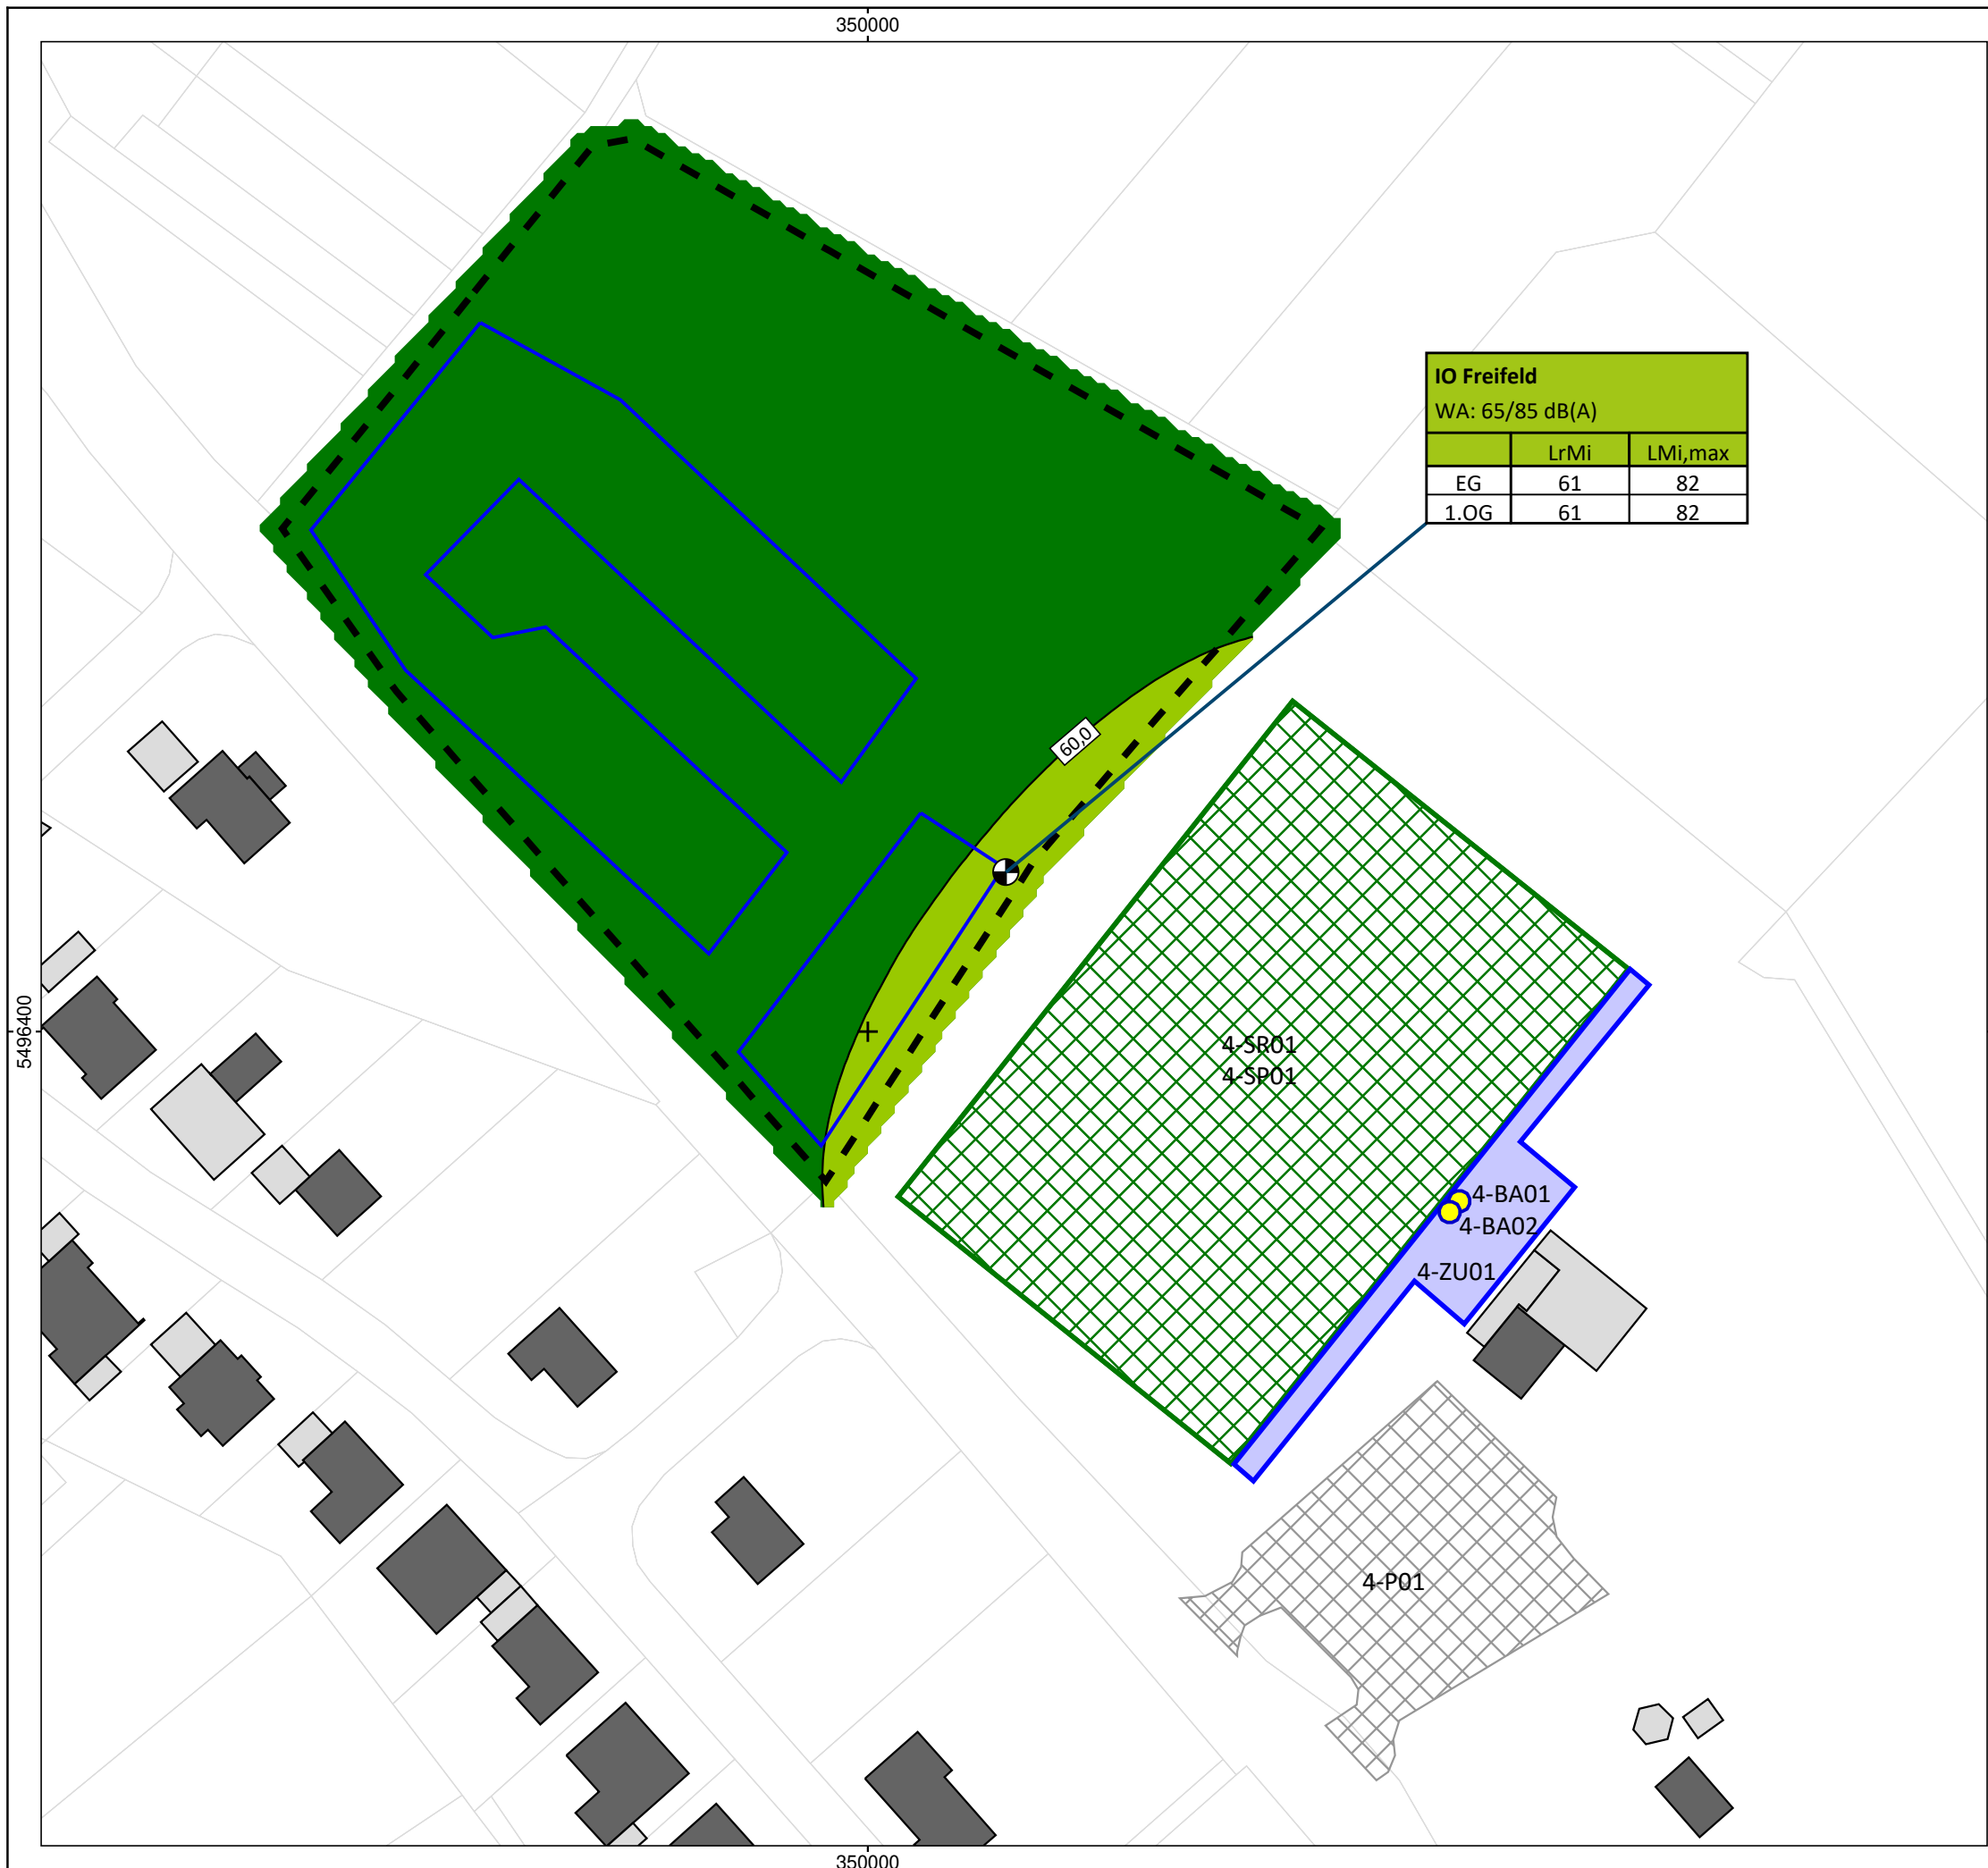 350000
IO Freifeld
WA: 65/85 dB(A)
LrMi LMi,max
EG 61 82
1.OG 61 82
60,0
5496400
4-SR01
4-SP01
4-BA01
4-BA02
4-ZU01
4-P01
350000